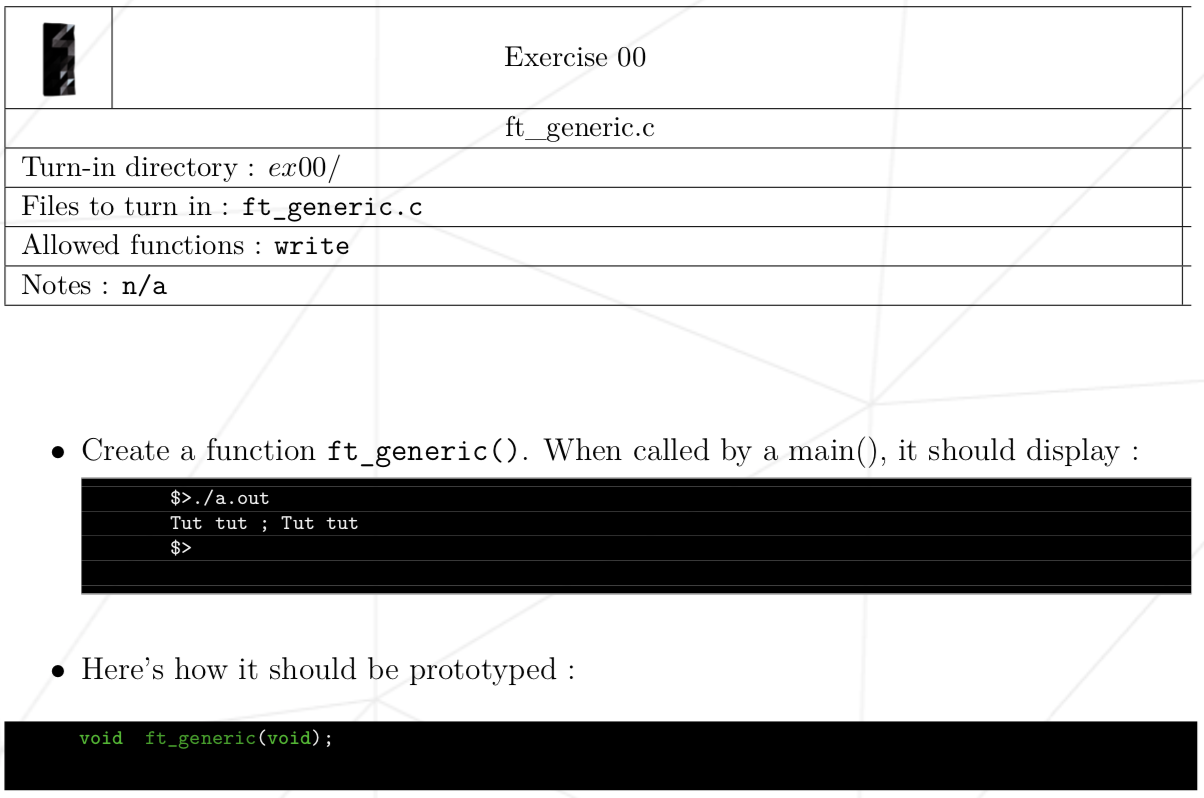 Exercise 00
ft_generic.c
Turn-in directory : ex00/
Files to turn in : ft_generic.c
Allowed functions : write
Notes : n/a
• Create a function ft_generic(). When called by a main(), it should display :
$>./a.out
Tut tut ; Tut tut
$>
• Here's how it should be prototyped :
void ft_generic(void);